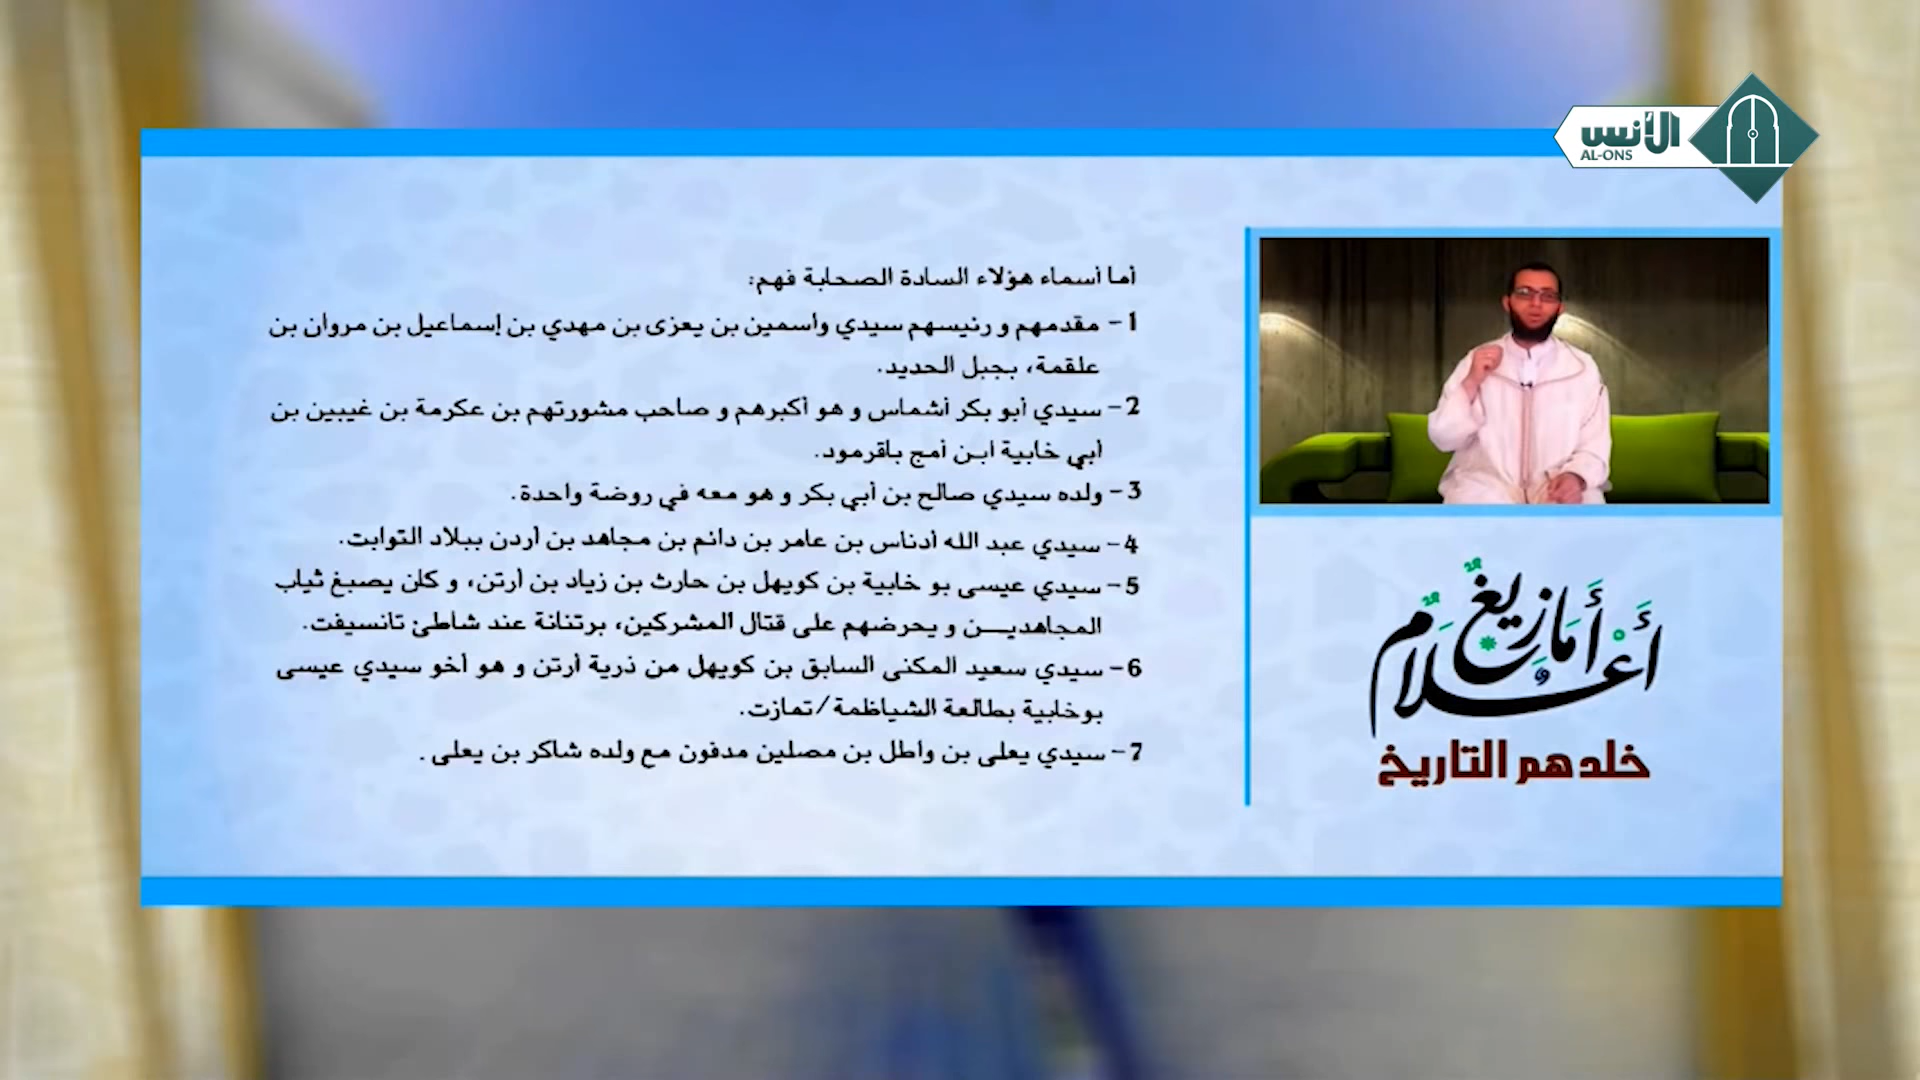 الأنس
AL-ONS
أما أسماء هؤلاء السادة الصحابة فهم:
1- مقدمهم و رئيسهم سيدي واسمين بن يعزى بن مهدي بن إسماعيل بن مروان بن
علقمة، بجبل الحديد.
2- سيدي أبو بكر أشماس و هو أكبرهم و صاحب مشورتهم بن عكرمة بن غيبين بن
أبي خابية ابن أمج باقرمود.
3- ولده سيدي صالح بن أبي بكر و هو معه في روضة واحدة.
4- سيدي عبد الله أدناس بن عامر بن دائم بن مجاهد بن أردن ببلاد التوابت.
5- سيدي عيسى بو خابية بن كويهل بن حارث بن زياد بن أرتن، و كان يصبغ ثياب
المجاهديــن و يحرضهم على قتال المشركين، برتنانة عند شاطئ تانسيفت.
6- سيدي سعيد المكنى السابق بن كويهل من ذرية أرتن و هو أخو سيدي عيسى
بوخابية بطالعة الشياظمة/تمازت.
7- سيدي يعلى بن واطل بن مصلين مدفون مع ولده شاكر بن يعلى .
أَعْلَامُ أَمَازِيغُ
خلدهم التاريخ